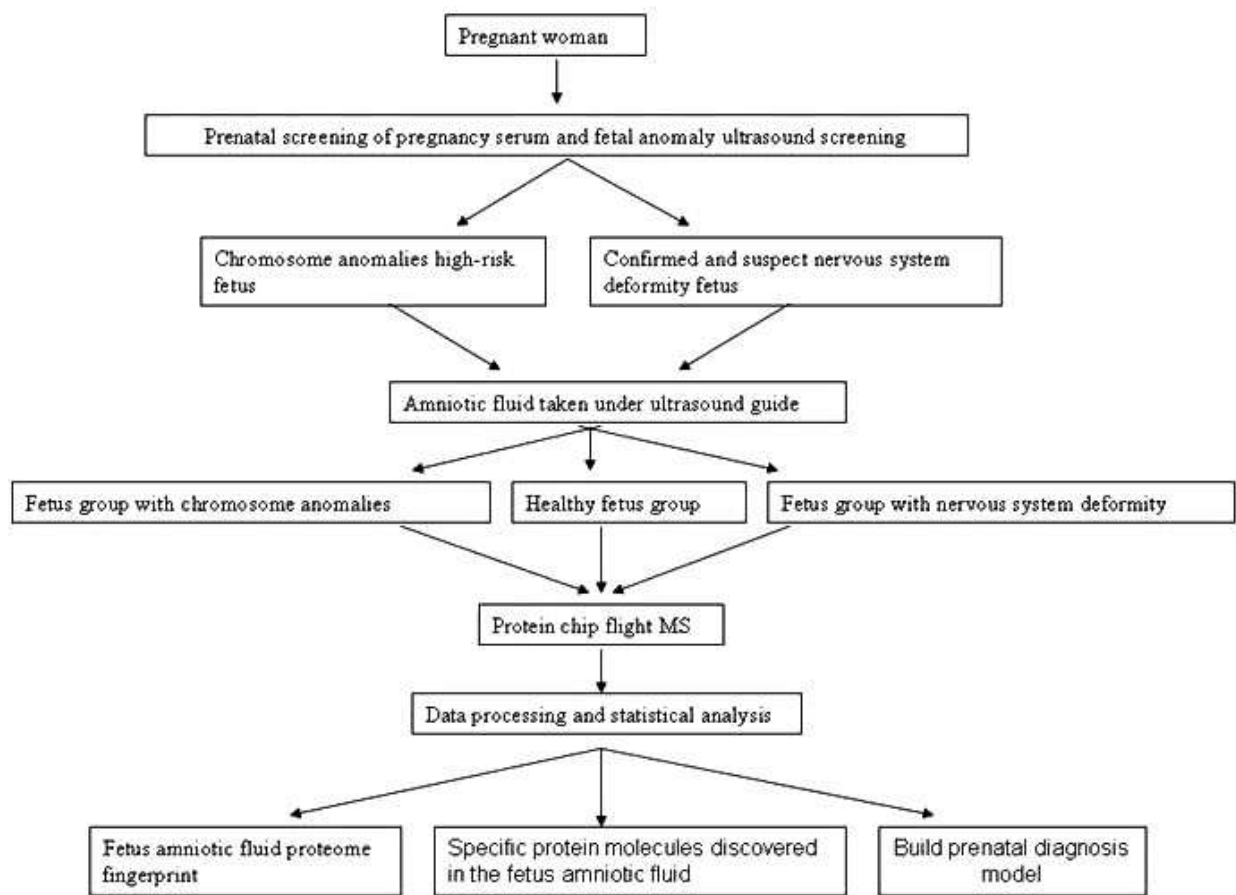 Pregnant woman
Prenatal screening of pregnancy serum and fetal anomaly ultrasound screening
Chromosome anomalies high-risk
fetus
Confirmed and suspect nervous system
deformity fetus
Amniotic fluid taken under ultrasound guide
Fetus group with chromosome anomalies
Healthy fetus group
Fetus group with nervous system deformity
Protein chip flight MS
Data processing and statistical analysis
Fetus amniotic fluid proteome
fingerprint
Specific protein molecules discovered
in the fetus amniotic fluid
Build prenatal diagnosis
model